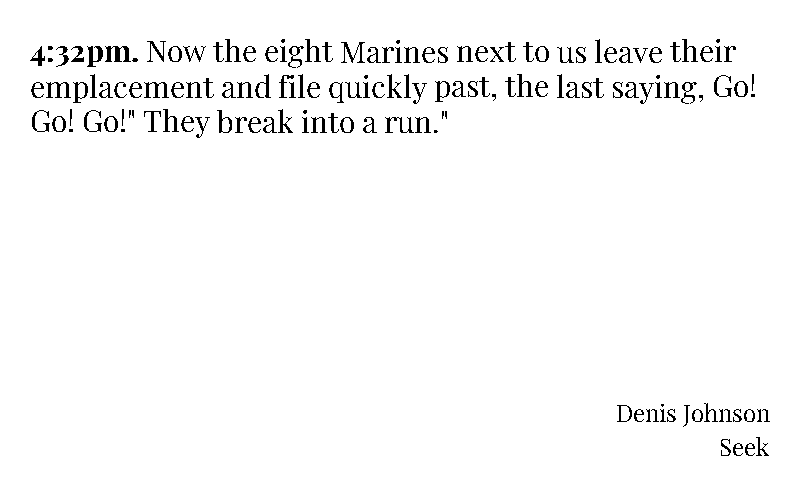 4:32pm. Now the eight Marines next to us leave their
emplacement and file quickly past, the last saying, Go!
Go! Go!" They break into a run."
Denis Johnson
Seek